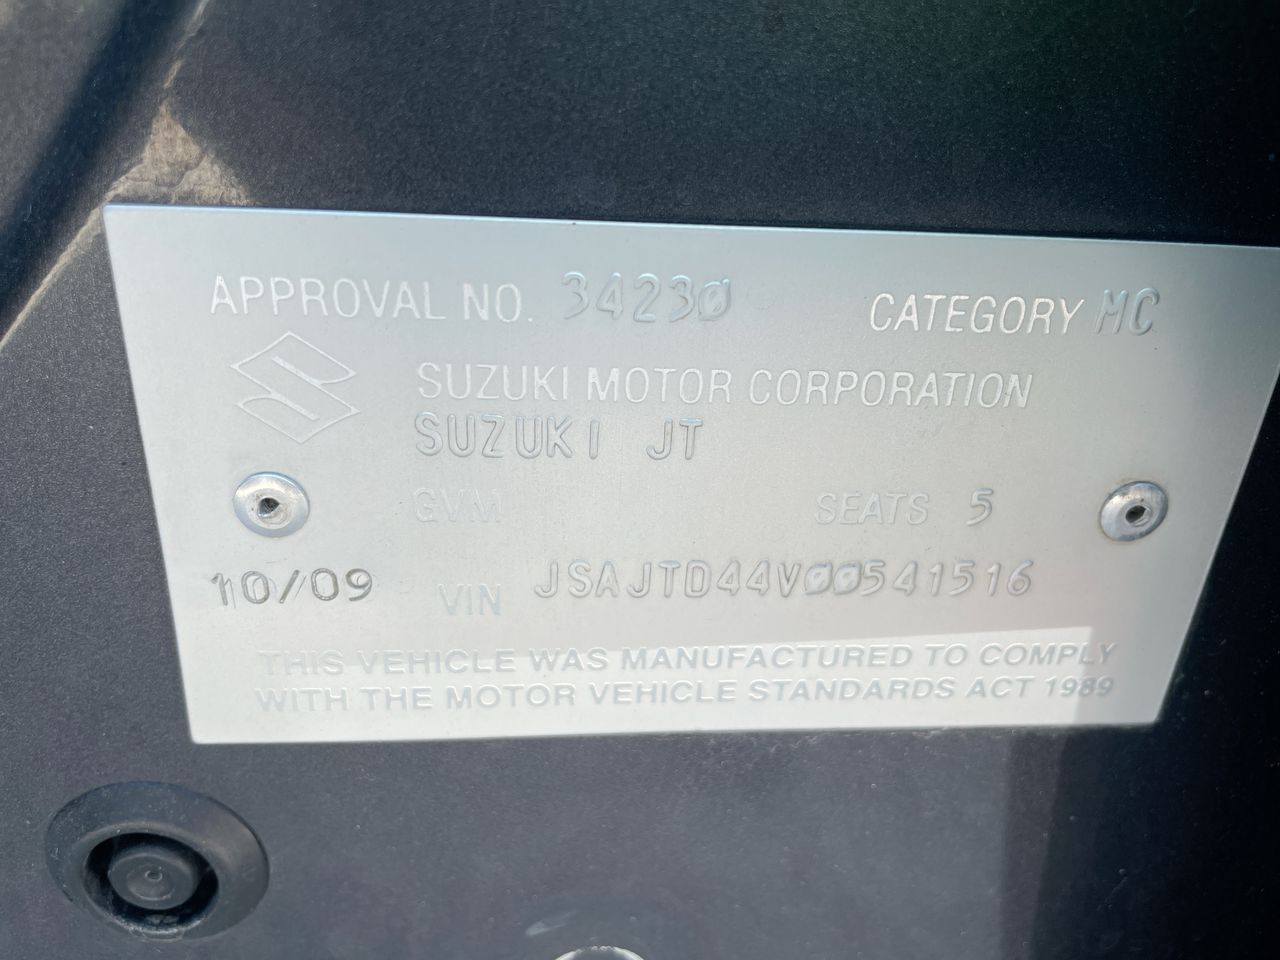 APPROVAL NO. 34230 CATEGORY MC
SUZUKI MOTOR CORPORATION
SUZUKI JT
GVM SEATS 5
10/09 VIN JSAJTD44V00541516
THIS VEHICLE WAS MANUFACTURED TO COMPLY
WITH THE MOTOR VEHICLE STANDARDS ACT 1989